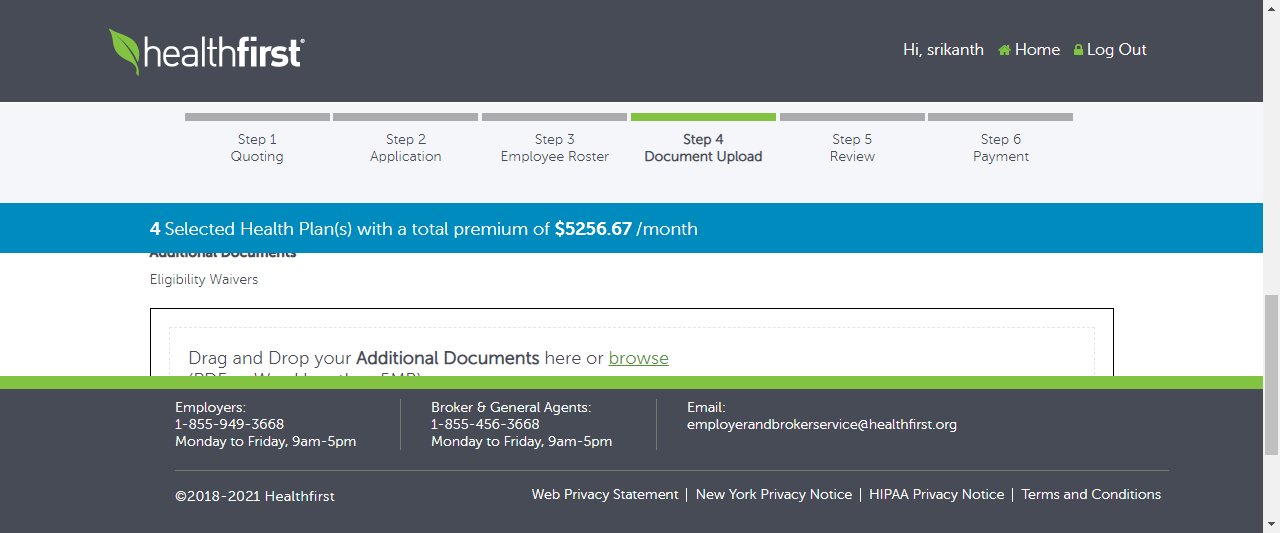 healthfirst
Hi, srikanth Home Log Out
Step 1
Quoting
Step 2
Application
Step 3
Employee Roster
Step 4
Document Upload
Step 5
Review
Step 6
Payment
4 Selected Health Plan(s) with a total premium of $5256.67 /month
Additional Documents
Eligibility Waivers
Drag and Drop your Additional Documents here or browse
Employers:
1-855-949-3668
Monday to Friday, 9am-5pm
Broker & General Agents:
1-855-456-3668
Monday to Friday, 9am-5pm
Email:
employerandbrokerservice@healthfirst.org
©2018-2021 Healthfirst
Web Privacy Statement | New York Privacy Notice | HIPAA Privacy Notice | Terms and Conditions